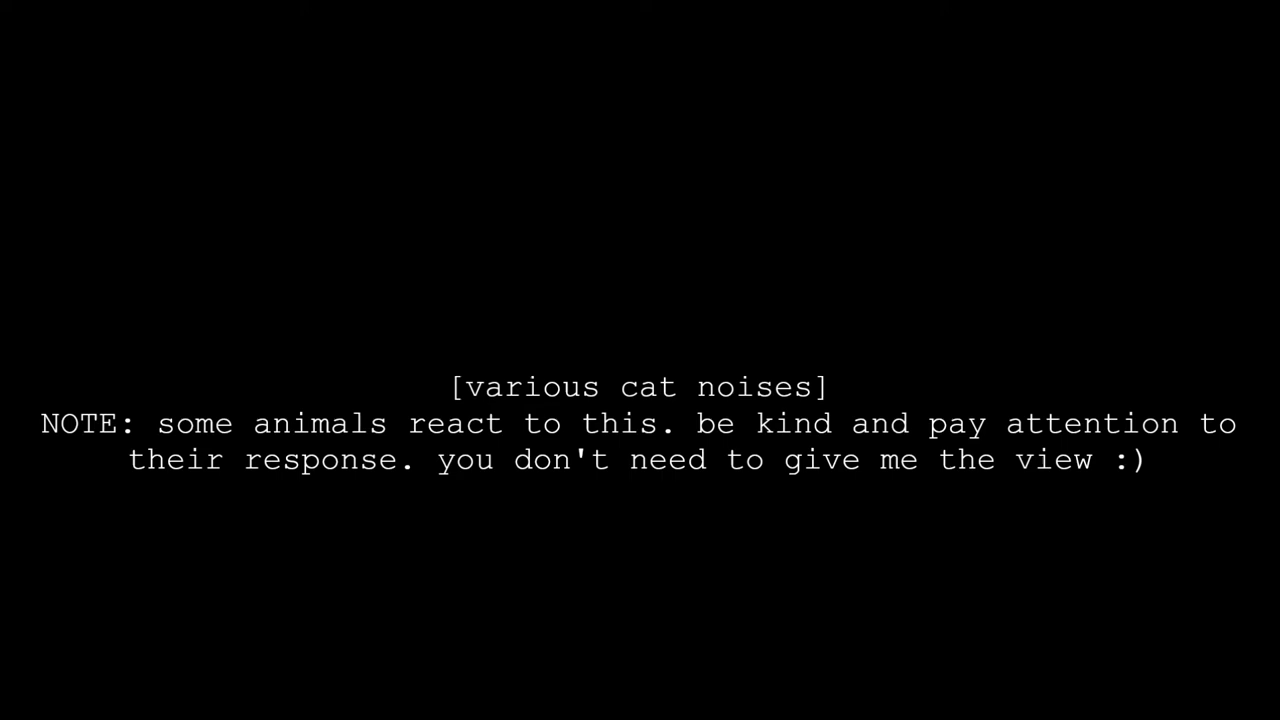 [various cat noises]
NOTE: some animals react to this. be kind and pay attention to
their response. you don't need to give me the view :)